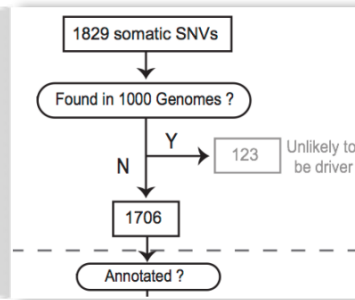 1829 somatic SNVs
Found in 1000 Genomes ?
Y
123
Unlikely to
be driver
N
1706
Annotated ?